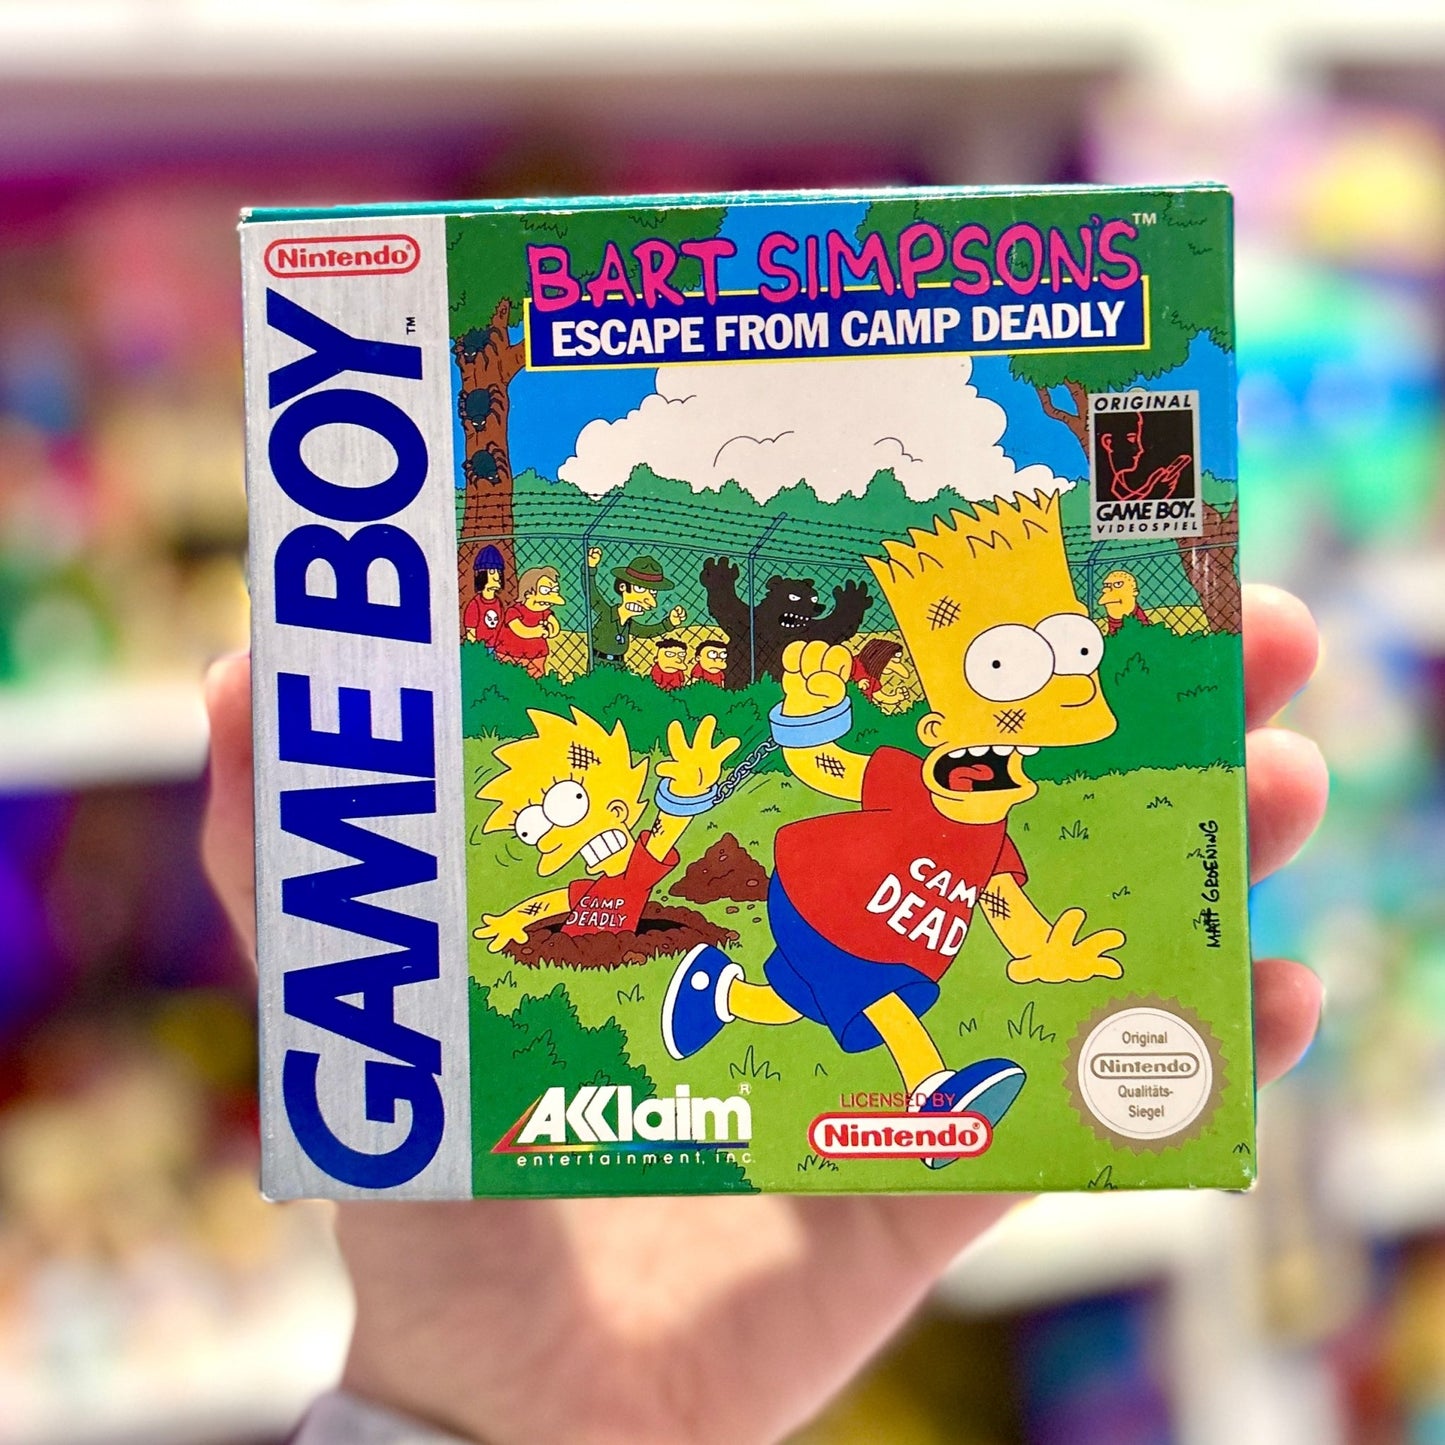 Nintendo®
GAME BOY™
BART SIMPSON'S™
ESCAPE FROM CAMP DEADLY
ORIGINAL
GAME BOY.
VIDEOSPIEL
CAMP
DEADLY
CAM
DEAD
MATT GROENING
AKKlaim®
entertainment, inc.
LICENSED BY
Nintendo®
Original
Nintendo
Qualitäts-
Siegel